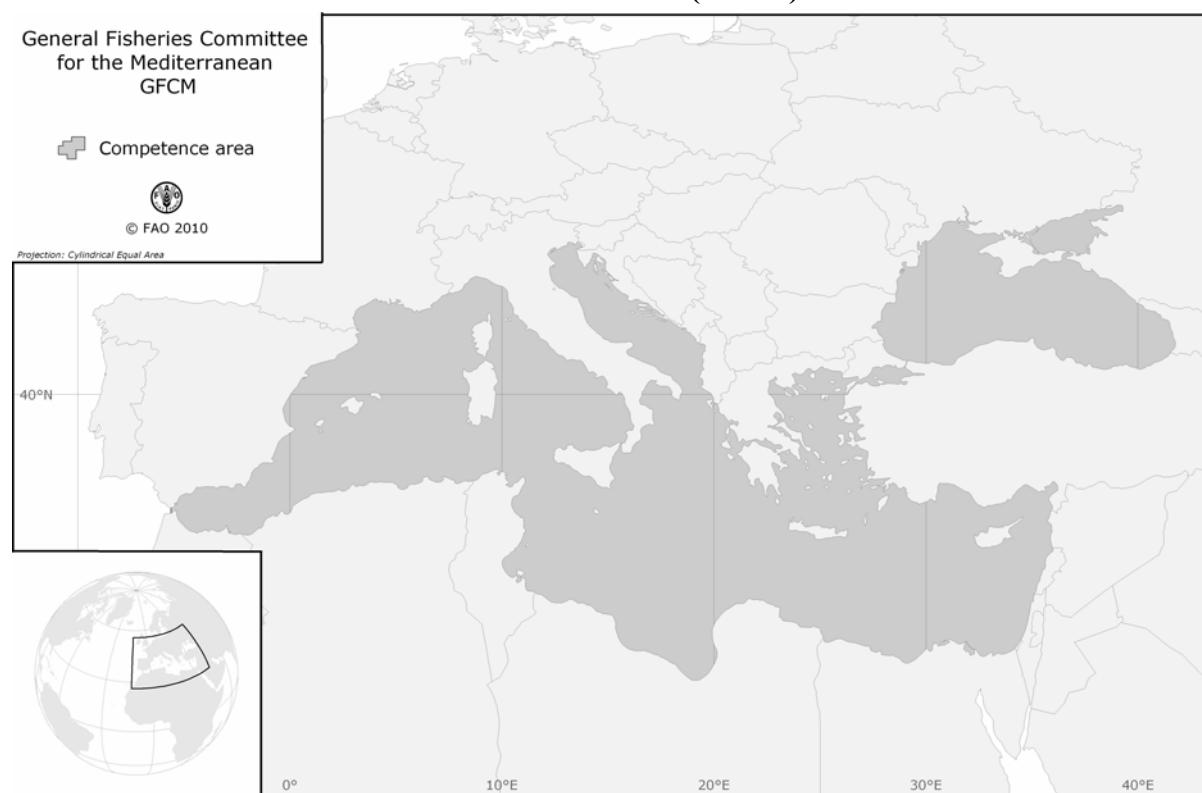 General Fisheries Committee
for the Mediterranean
GFCM
Competence area
© FAO 2010
Projection: Cylindrical Equal Area
40°N
0°
10°E
20°E
30°E
40°E